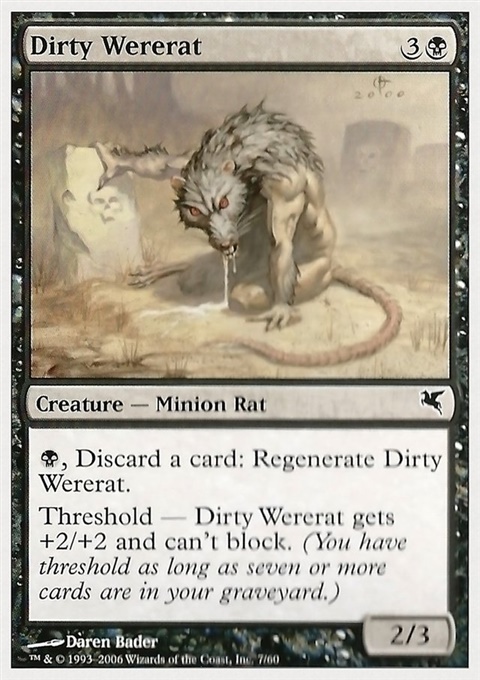 Dirty Wererat 3
2000
Creature — Minion Rat
, Discard a card: Regenerate Dirty
Wererat.
Threshold — Dirty Wererat gets
+2/+2 and can't block. (You have
threshold as long as seven or more
cards are in your graveyard.)
2/3
Daren Bader
™ & © 1993–2006 Wizards of the Coast, Inc. 7/60